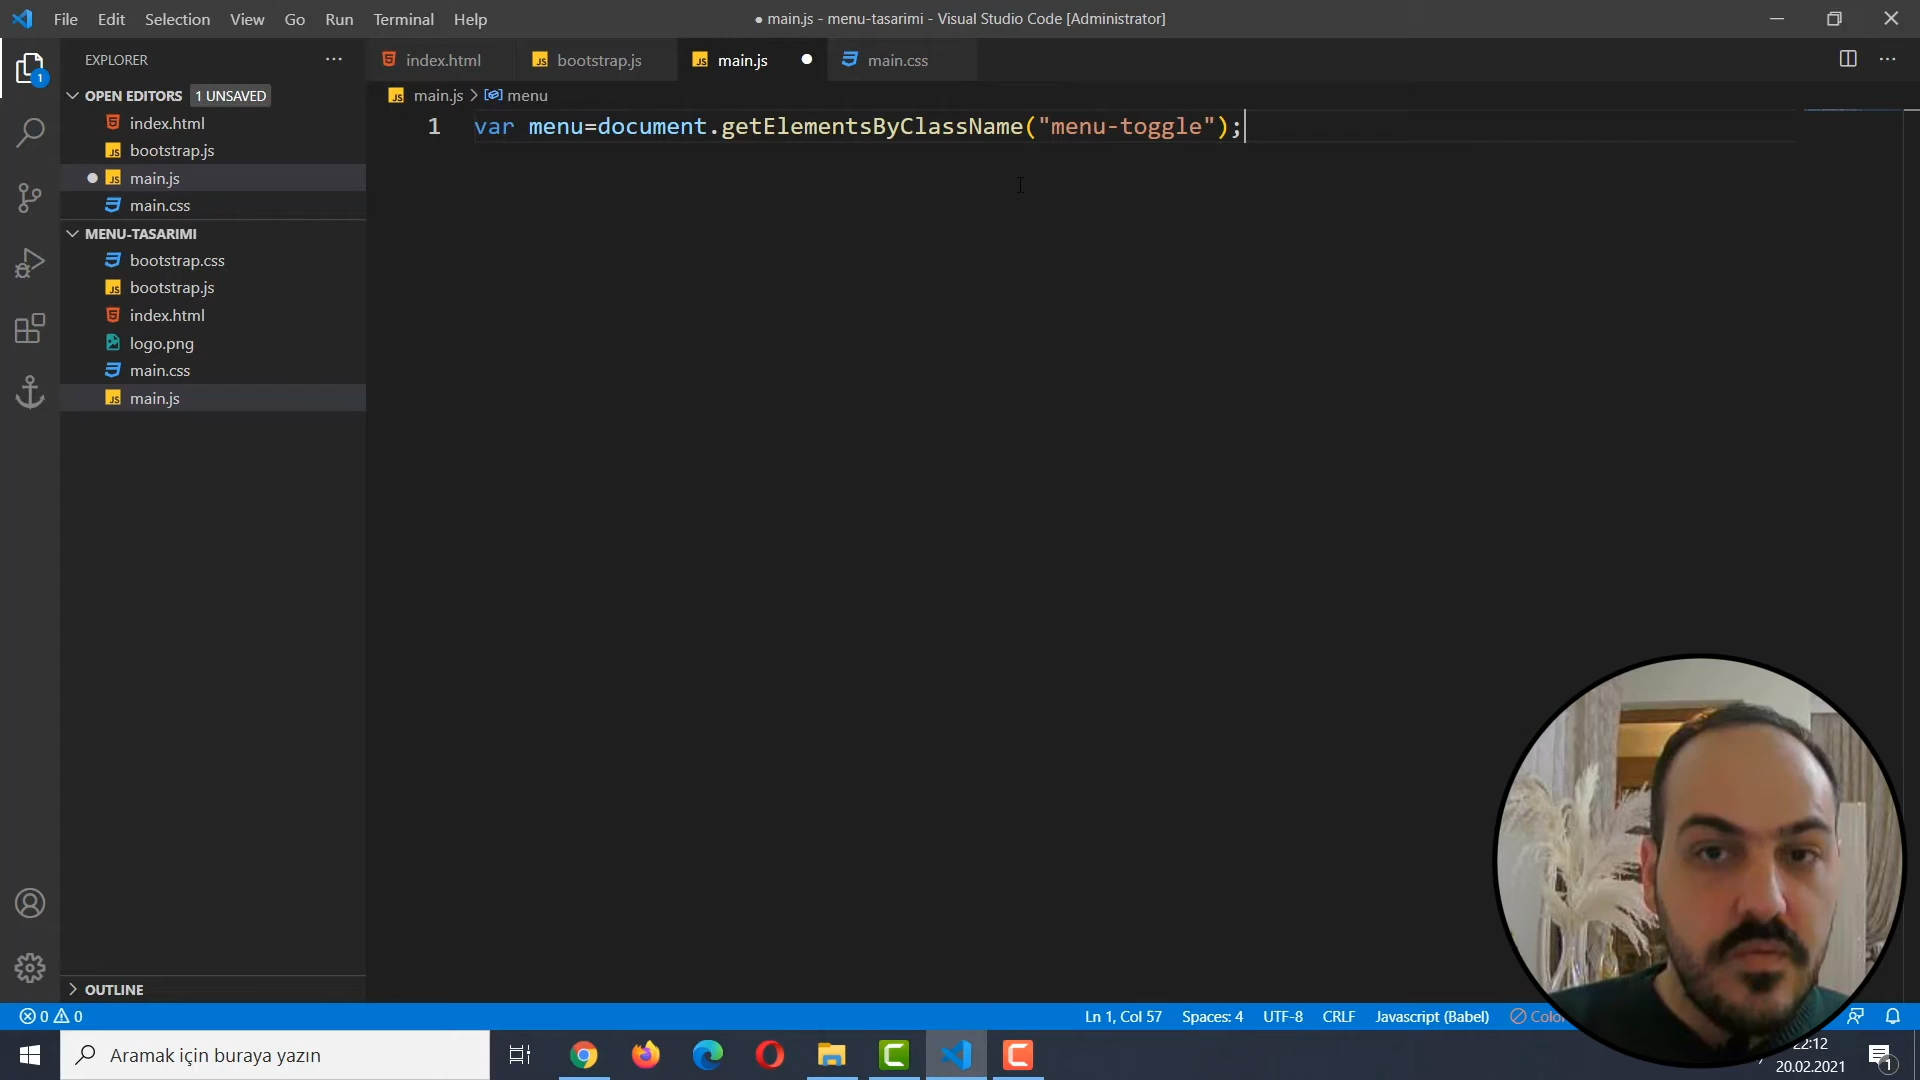 File Edit Selection View Go Run Terminal Help
● main.js - menu-tasarimi - Visual Studio Code [Administrator]
EXPLORER
index.html
bootstrap.js
main.js
main.css
1
OPEN EDITORS 1 UNSAVED
index.html
bootstrap.js
main.js
main.css
MENU-TASARIMI
bootstrap.css
bootstrap.js
index.html
logo.png
main.css
main.js
OUTLINE
main.js > menu
1 var menu=document.getElementsByClassName("menu-toggle");
0 0
Ln 1, Col 57 Spaces: 4 UTF-8 CRLF Javascript (Babel)
Aramak için buraya yazın
22:12
20.02.2021
1